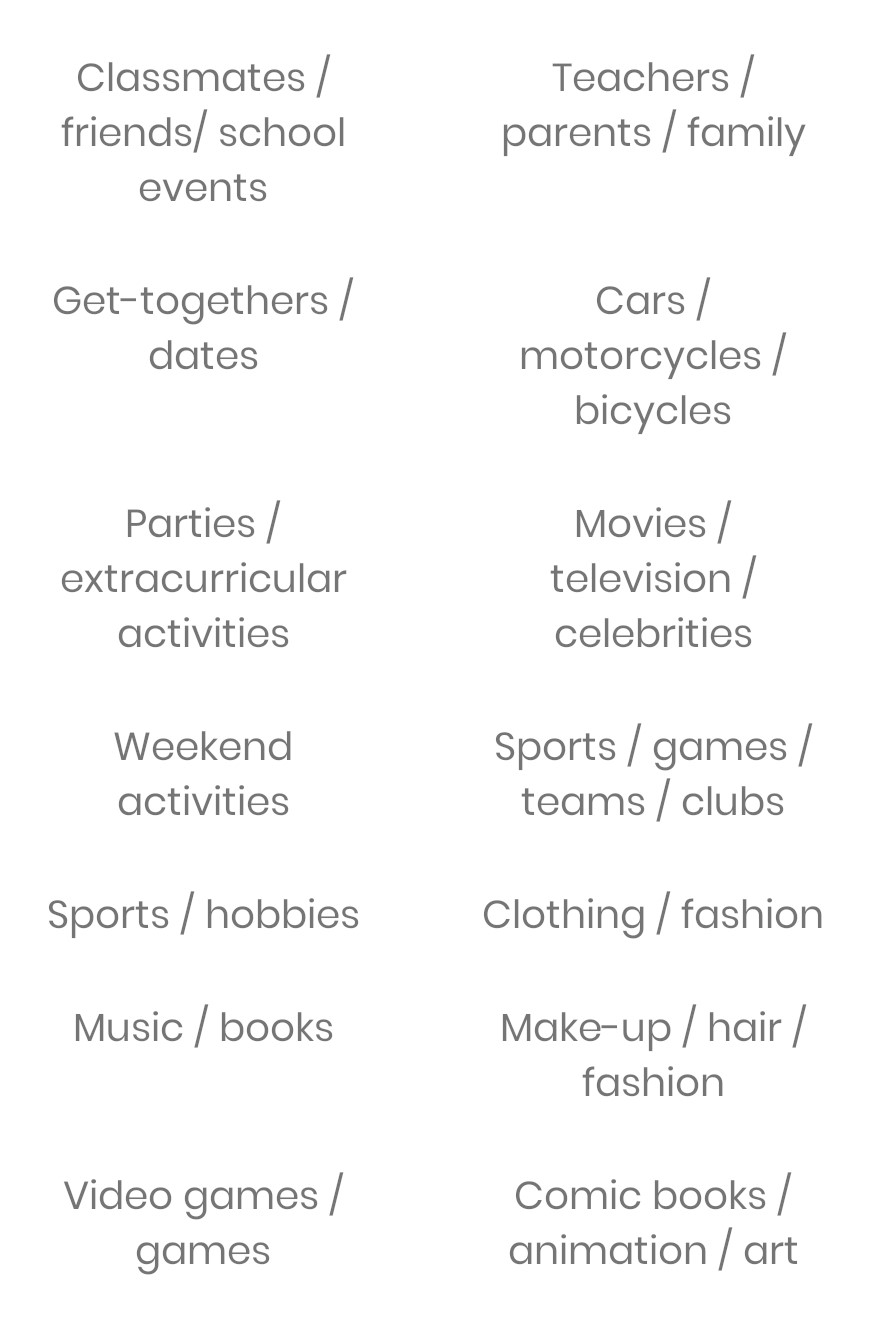 Classmates /
friends/ school
events
Teachers /
parents / family
Get-togethers /
dates
Cars /
motorcycles /
bicycles
Parties /
extracurricular
activities
Movies /
television /
celebrities
Weekend
activities
Sports / games /
teams / clubs
Sports / hobbies
Clothing / fashion
Music / books
Make-up / hair /
fashion
Video games /
games
Comic books /
animation / art